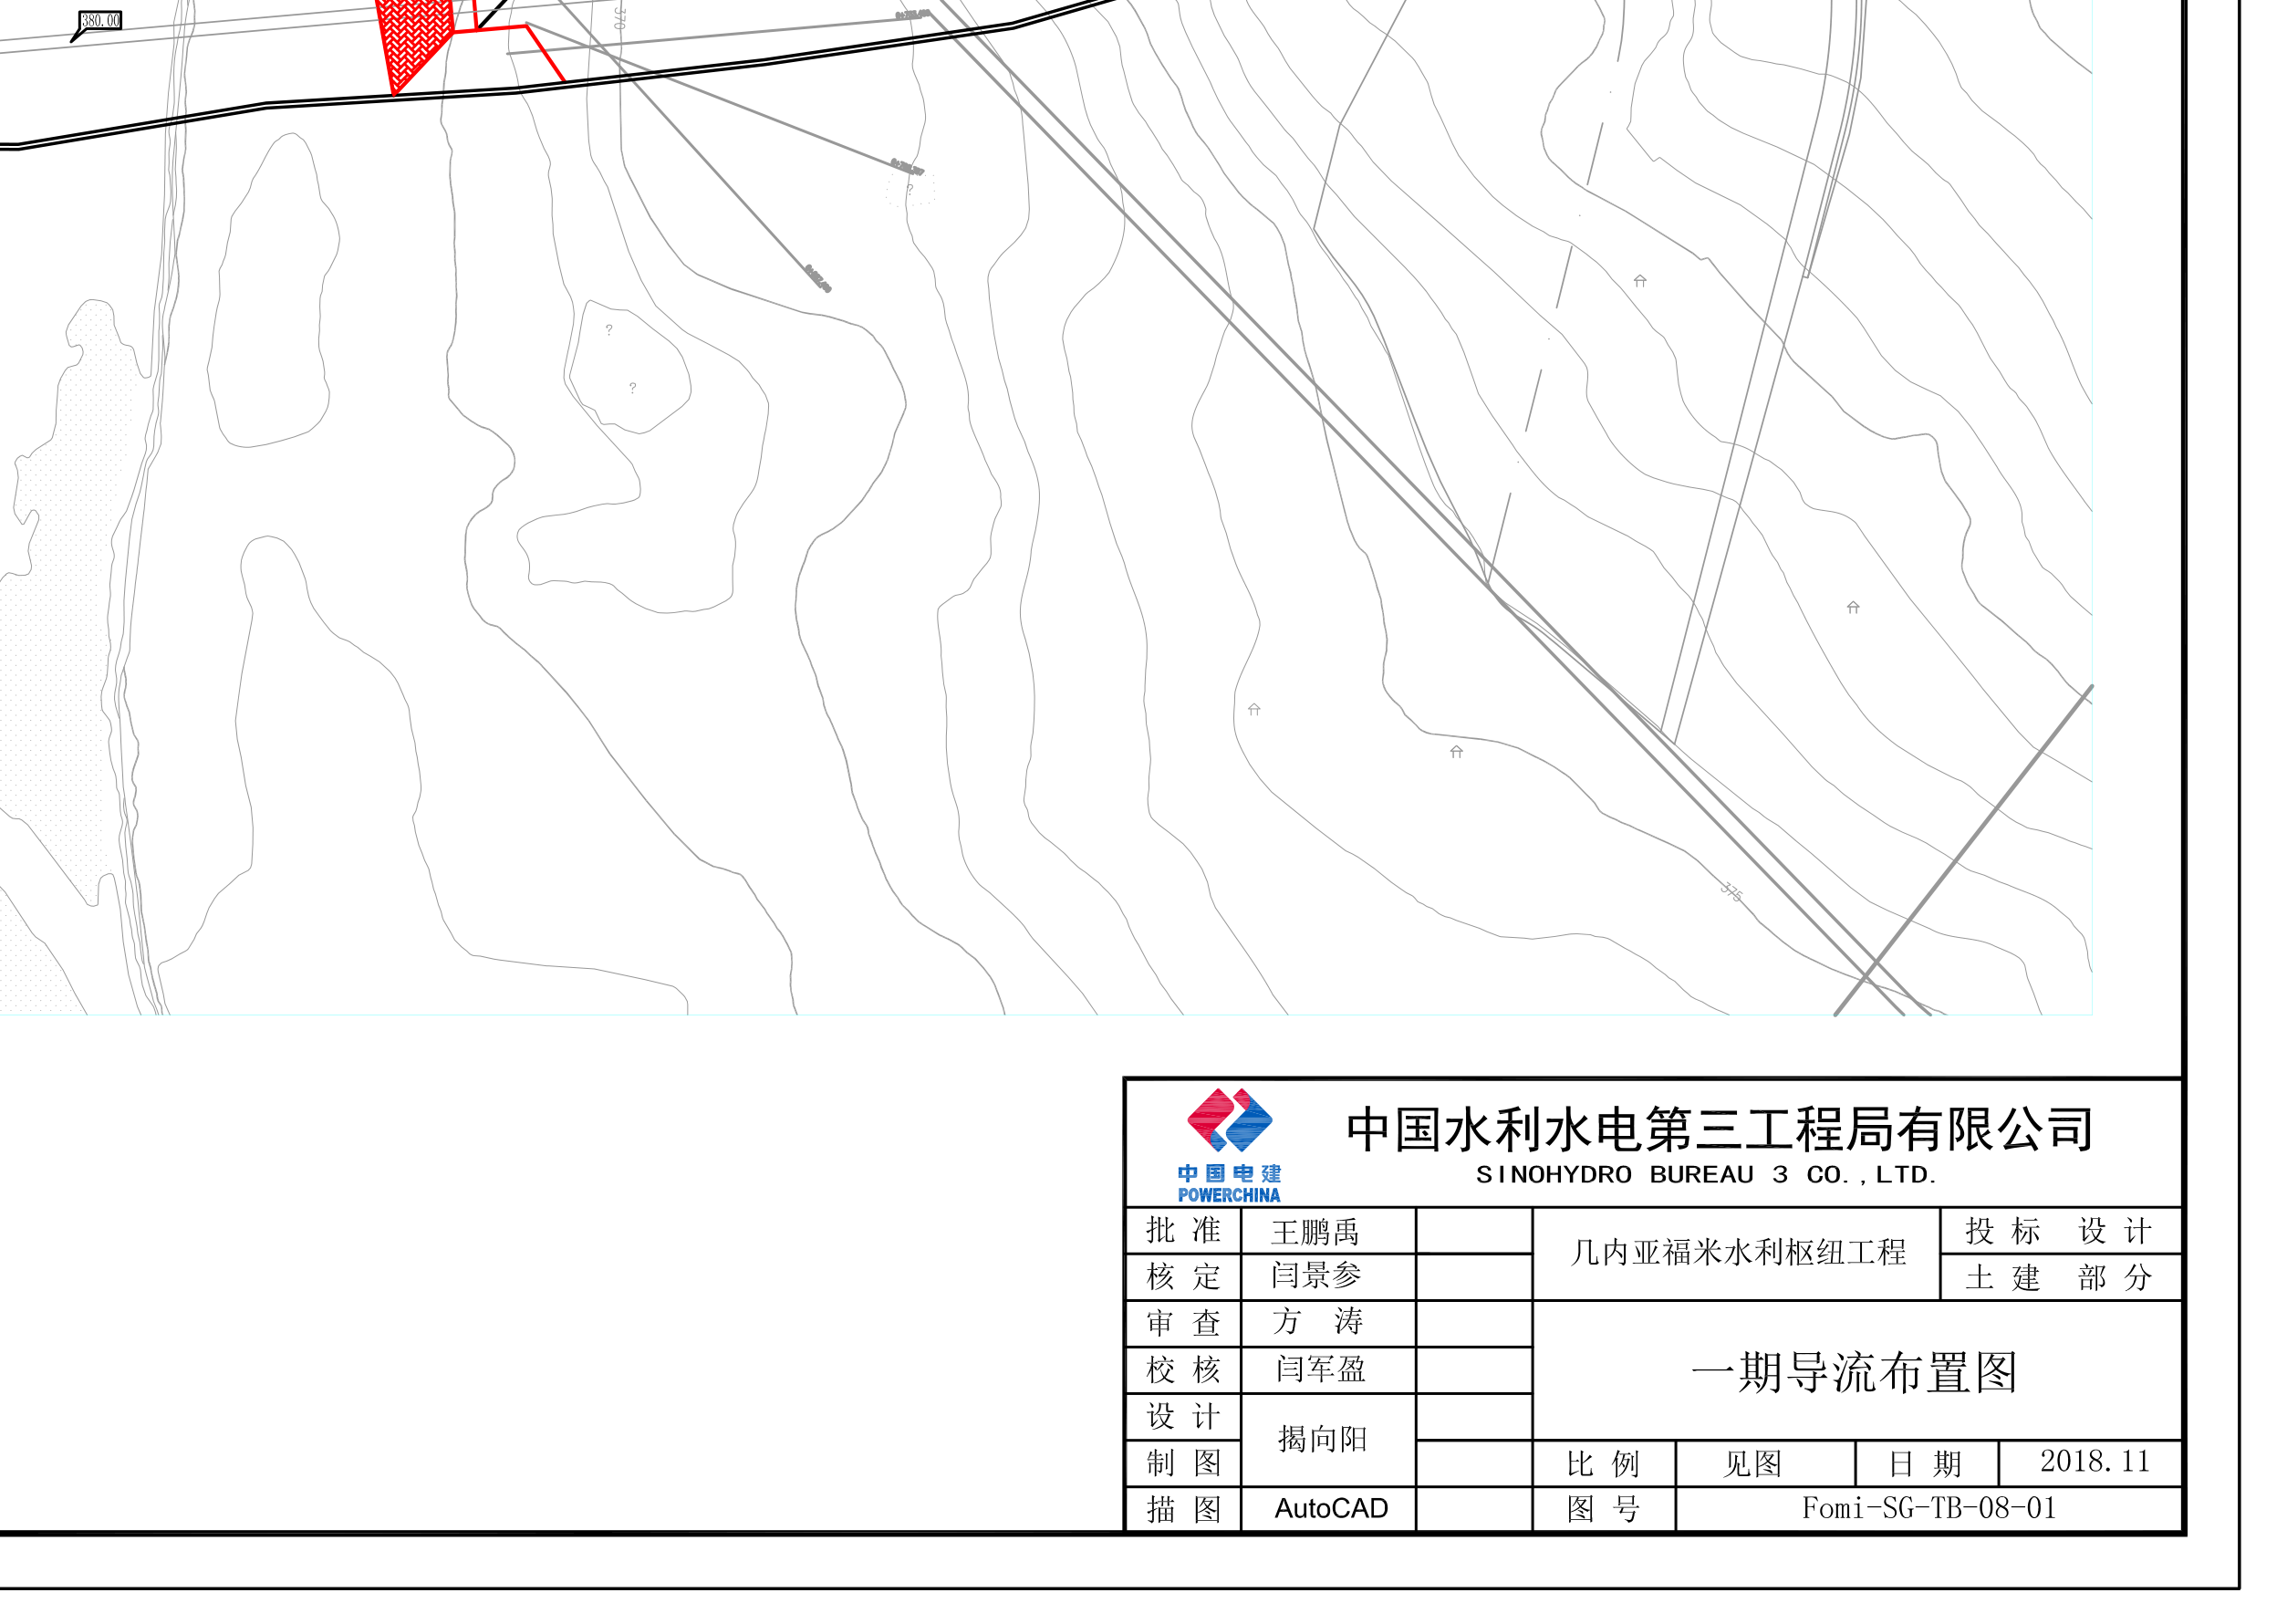 380.00
370
?
?
?
375
中国电建
POWERCHINA
中国水利水电第三工程局有限公司
SINOHYDRO BUREAU 3 CO.,LTD.
批 准 王鹏禹
核 定 闫景参
审 查 方 涛
校 核 闫军盈
设 计
制 图 揭向阳
描 图 AutoCAD
几内亚福米水利枢纽工程
投 标 设 计
土 建 部 分
一期导流布置图
比 例 见图 日 期 2018.11
图 号 Fomi-SG-TB-08-01